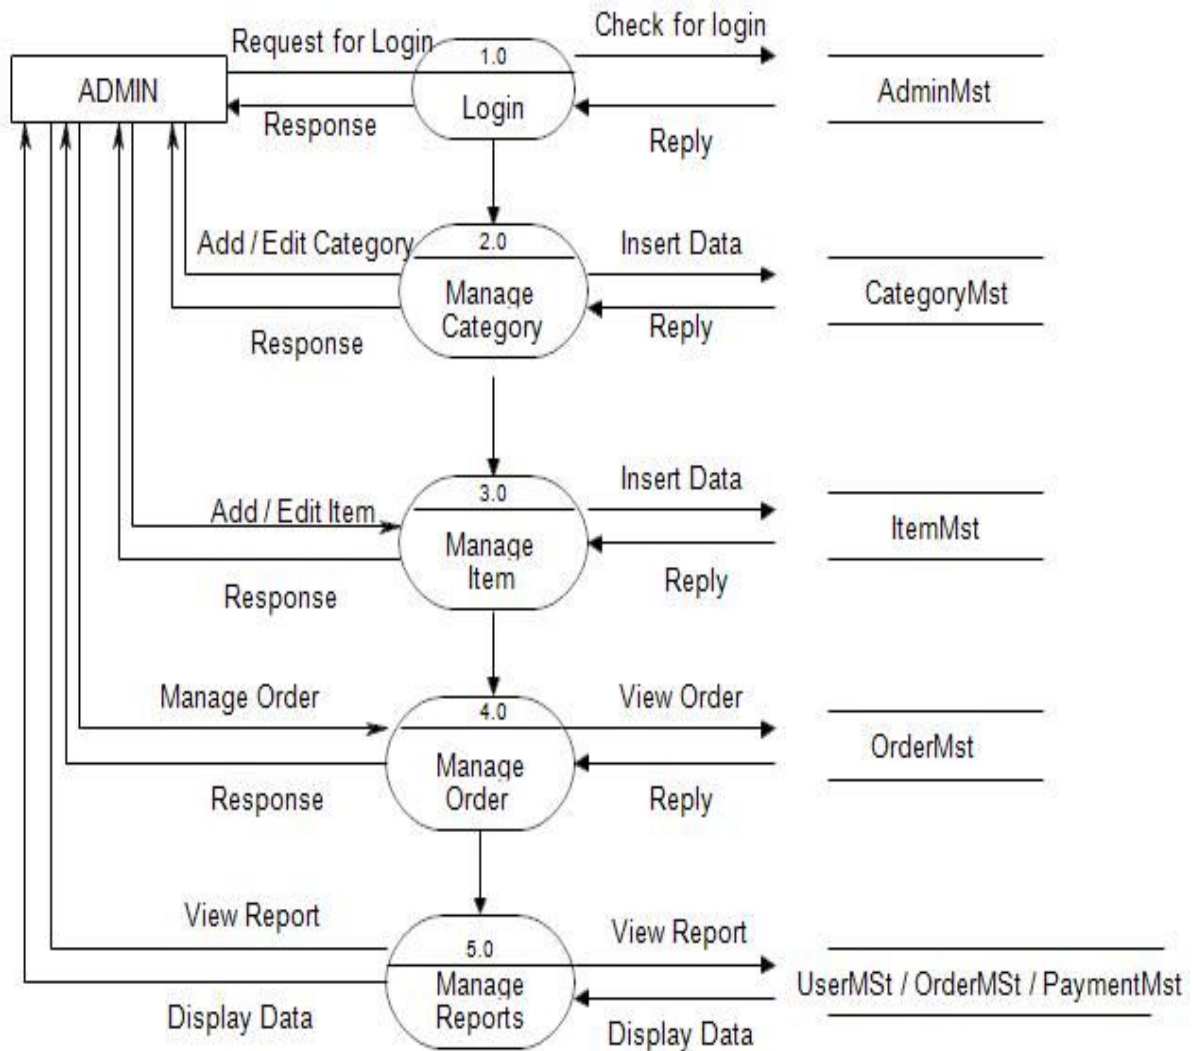 Check for login
Request for Login
1.0
ADMIN
AdminMst
Login
Response
Reply
2.0
Add / Edit Category
Insert Data
Manage
Category
CategoryMst
Reply
Response
Insert Data
3.0
Add / Edit Item
ItemMst
Manage
Item
Reply
Response
Manage Order
View Order
4.0
OrderMst
Manage
Order
Response
Reply
View Report
View Report
5.0
Manage
Reports
UserMSt / OrderMSt / PaymentMst
Display Data
Display Data